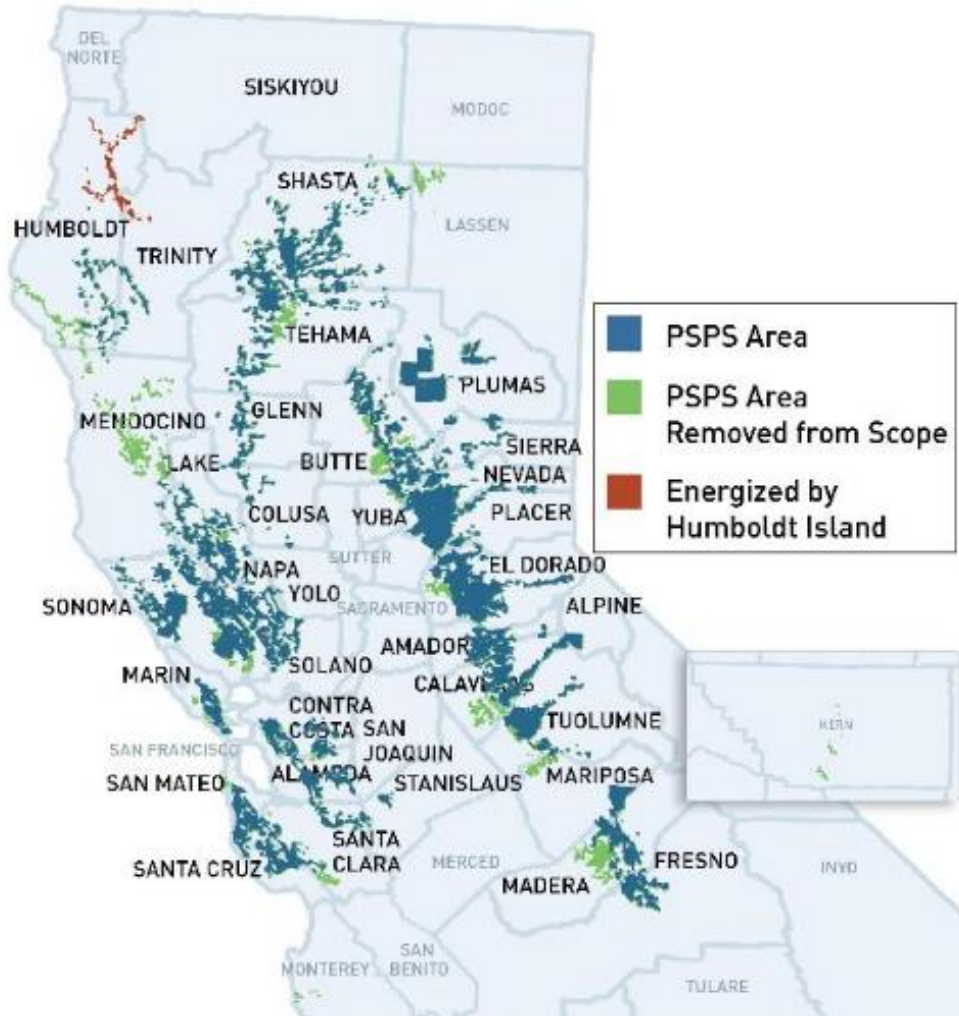 DEL
NORTE
SISKIYOU
MODOC
SHASTA
LASSEN
HUMBOLDT
TRINITY
TEHAMA
PLUMAS
MENDOCINO
GLENN
LAKE
BUTTE
SIERRA
NEVADA
COLUSA
YUBA
PLACER
SUTTER
NAPA
EL DORADO
YOLO
SONOMA
SACRAMENTO
ALPINE
AMADOR
MARIN
SOLANO
CALAVERAS
CONTRA
COSTA
SAN
JOAQUIN
TUOLUMNE
SAN FRANCISCO
ALAMEDA
STANISLAUS
MARIPOSA
SAN MATEO
SANTA
CLARA
SANTA CRUZ
MERCED
FRESNO
MADERA
INYO
MONTEREY
SAN
BENITO
TULARE
KERN
PSPS Area
PSPS Area
Removed from Scope
Energized by
Humboldt Island